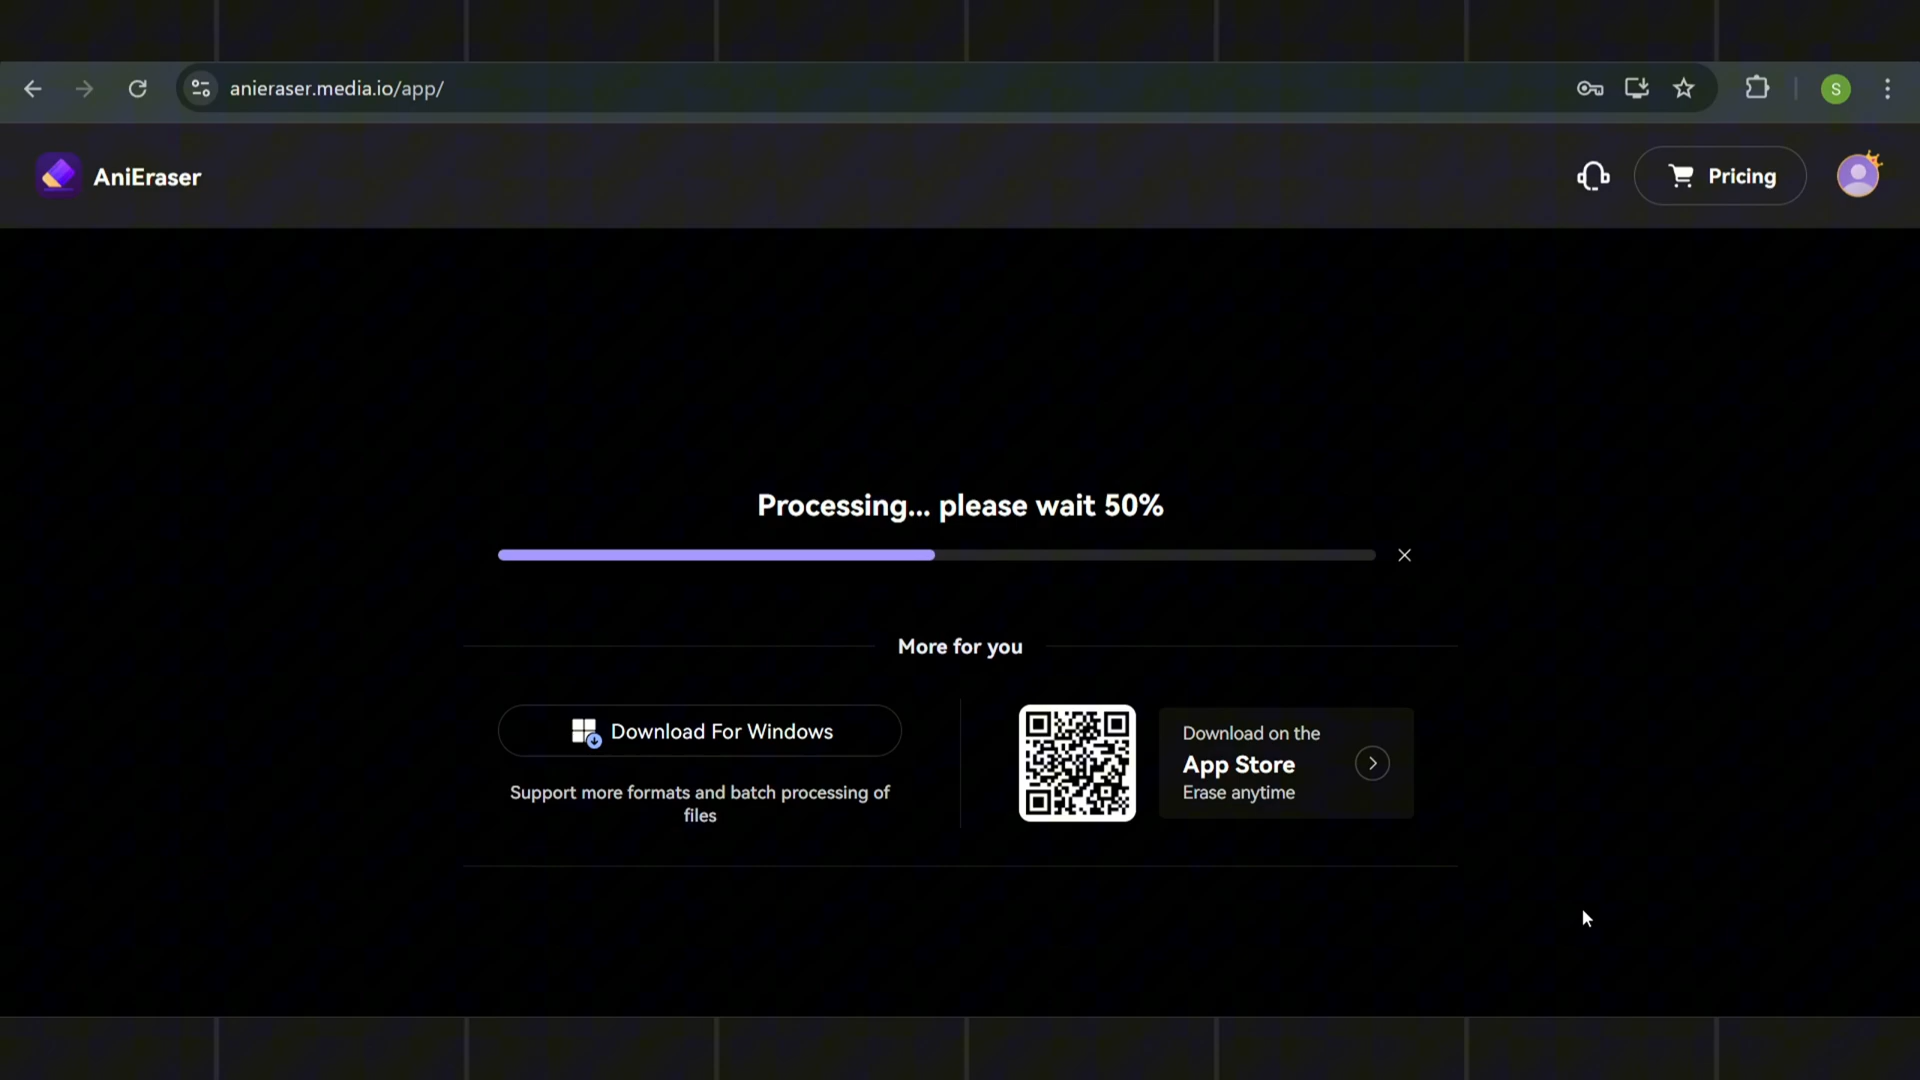 anieraser.media.io/app/
S
AniEraser
Pricing
Processing... please wait 50%
More for you
Download For Windows
Support more formats and batch processing of
files
Download on the
App Store
Erase anytime